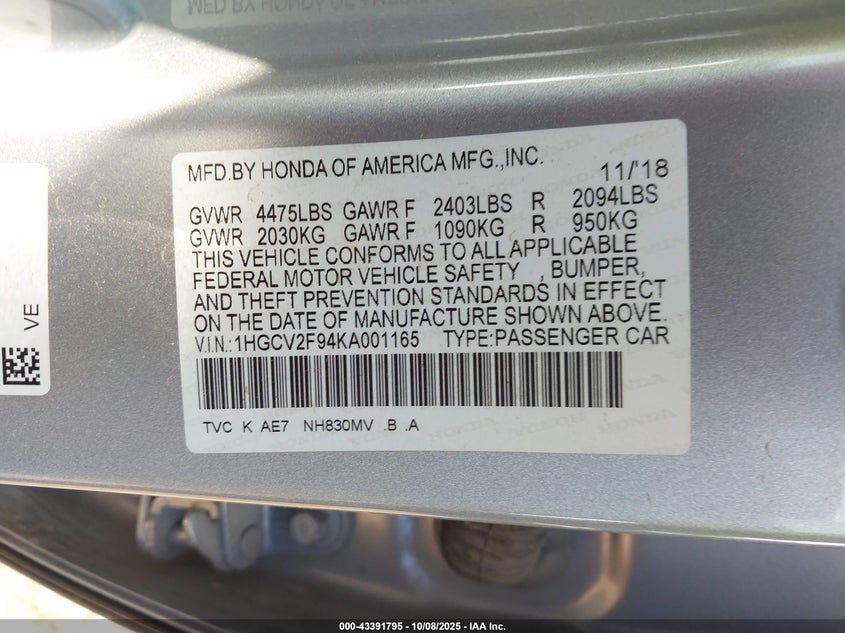 MFD.BY HONDA OF AMERICA MFG.,INC. 11/'18
GVWR 4475LBS GAWR F 2403LBS R 2094LBS
GVWR 2030KG GAWR F 1090KG R 950KG
THIS VEHICLE CONFORMS TO ALL APPLICABLE
FEDERAL MOTOR VEHICLE SAFETY , BUMPER,
AND THEFT PREVENTION STANDARDS IN EFFECT
ON THE DATE OF MANUFACTURE SHOWN ABOVE.
V.I.N.:1HGCV2F94KA001165 TYPE:PASSENGER CAR
TVC K AE7 NH830MV .B .A
VE
000-43391795 - 10/08/2025 - IAA Inc.